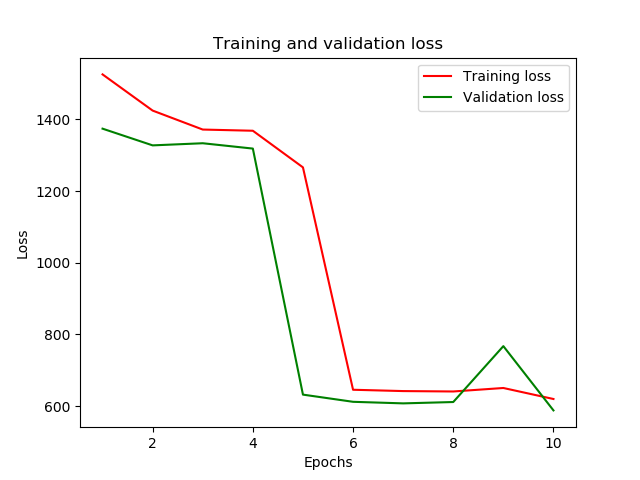 Training and validation loss
Training loss
Validation loss
1400
1200
1000
800
600
Loss
2
4
6
8
10
Epochs